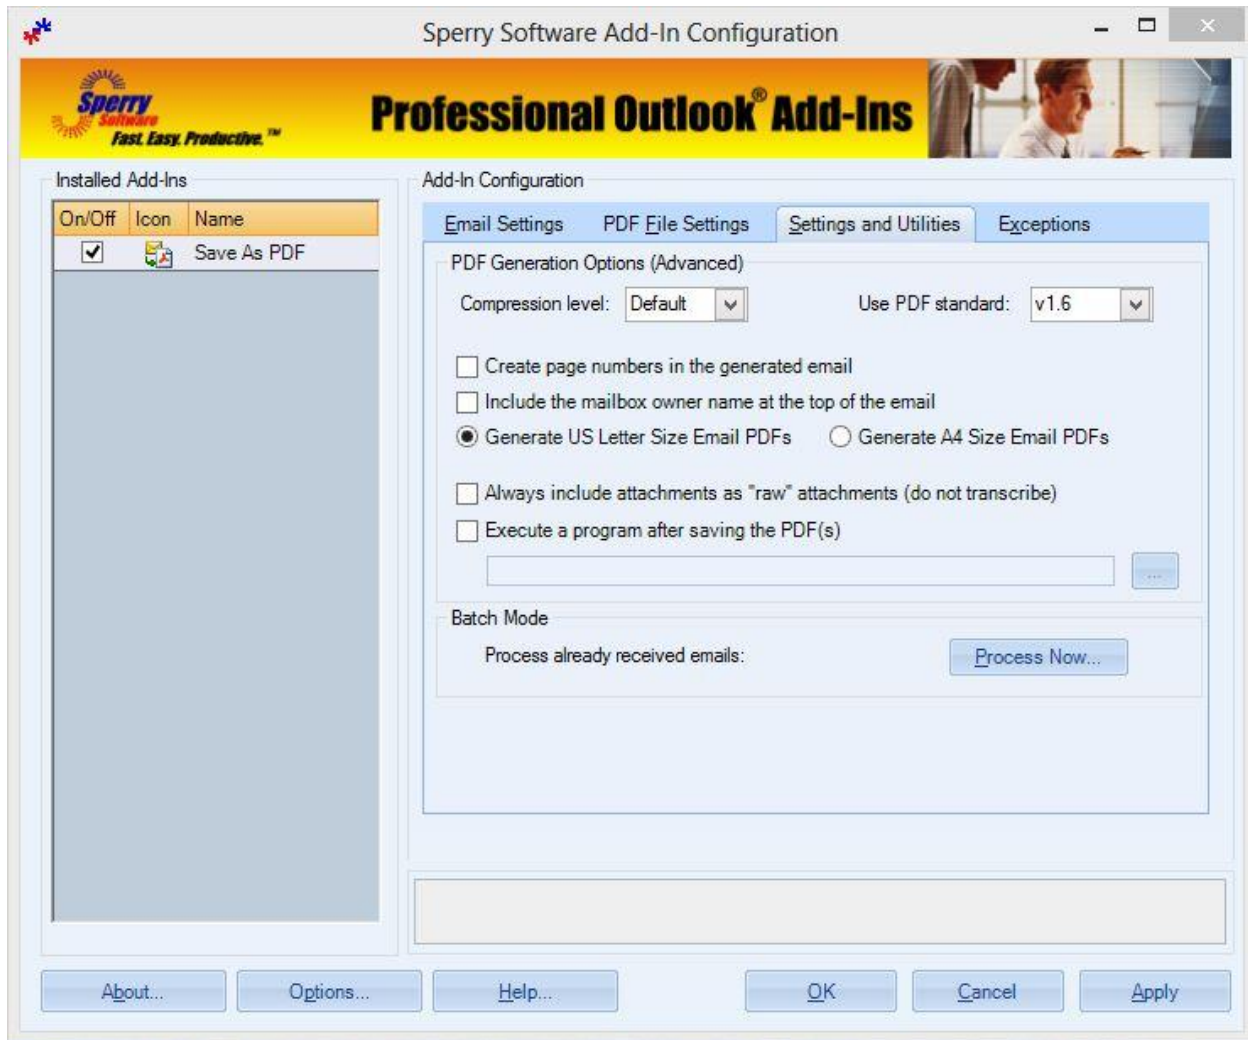 Sperry Software Add-In Configuration
Sperry
Software
Fast. Easy. Productive.™
Professional Outlook® Add-Ins
Installed Add-Ins
On/Off Icon Name
Save As PDF
Add-In Configuration
Email Settings PDF File Settings Settings and Utilities Exceptions
PDF Generation Options (Advanced)
Compression level: Default Use PDF standard: v1.6
Create page numbers in the generated email
Include the mailbox owner name at the top of the email
Generate US Letter Size Email PDFs Generate A4 Size Email PDFs
Always include attachments as "raw" attachments (do not transcribe)
Execute a program after saving the PDF(s)
...
Batch Mode
Process already received emails: Process Now...
About... Options... Help... OK Cancel Apply